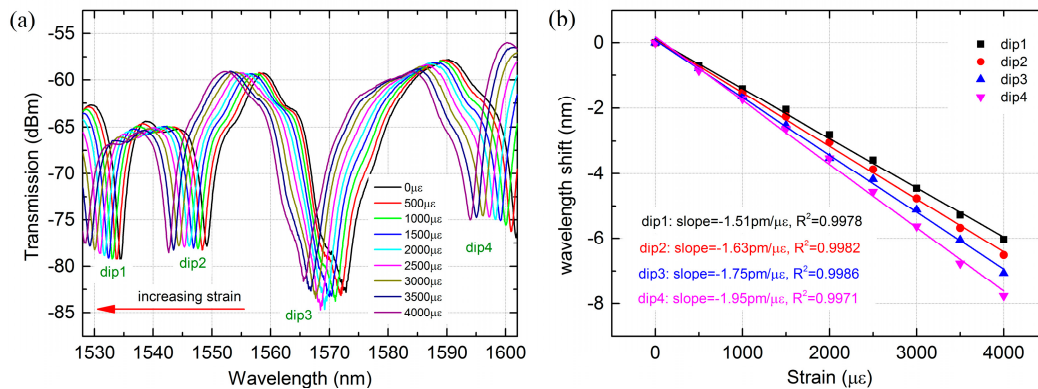 (a)
-55
-60
-65
-70
-75
-80
-85
Transmission (dBm)
dip1
dip2
dip3
dip4
increasing strain
0με
500με
1000με
1500με
2000με
2500με
3000με
3500με
4000με
1530 1540 1550 1560 1570 1580 1590 1600
Wavelength (nm)
(b)
0
-2
-4
-6
-8
wavelength shift (nm)
dip1
dip2
dip3
dip4
dip1: slope=-1.51pm/με, R²=0.9978
dip2: slope=-1.63pm/με, R²=0.9982
dip3: slope=-1.75pm/με, R²=0.9986
dip4: slope=-1.95pm/με, R²=0.9971
0 1000 2000 3000 4000
Strain (με)